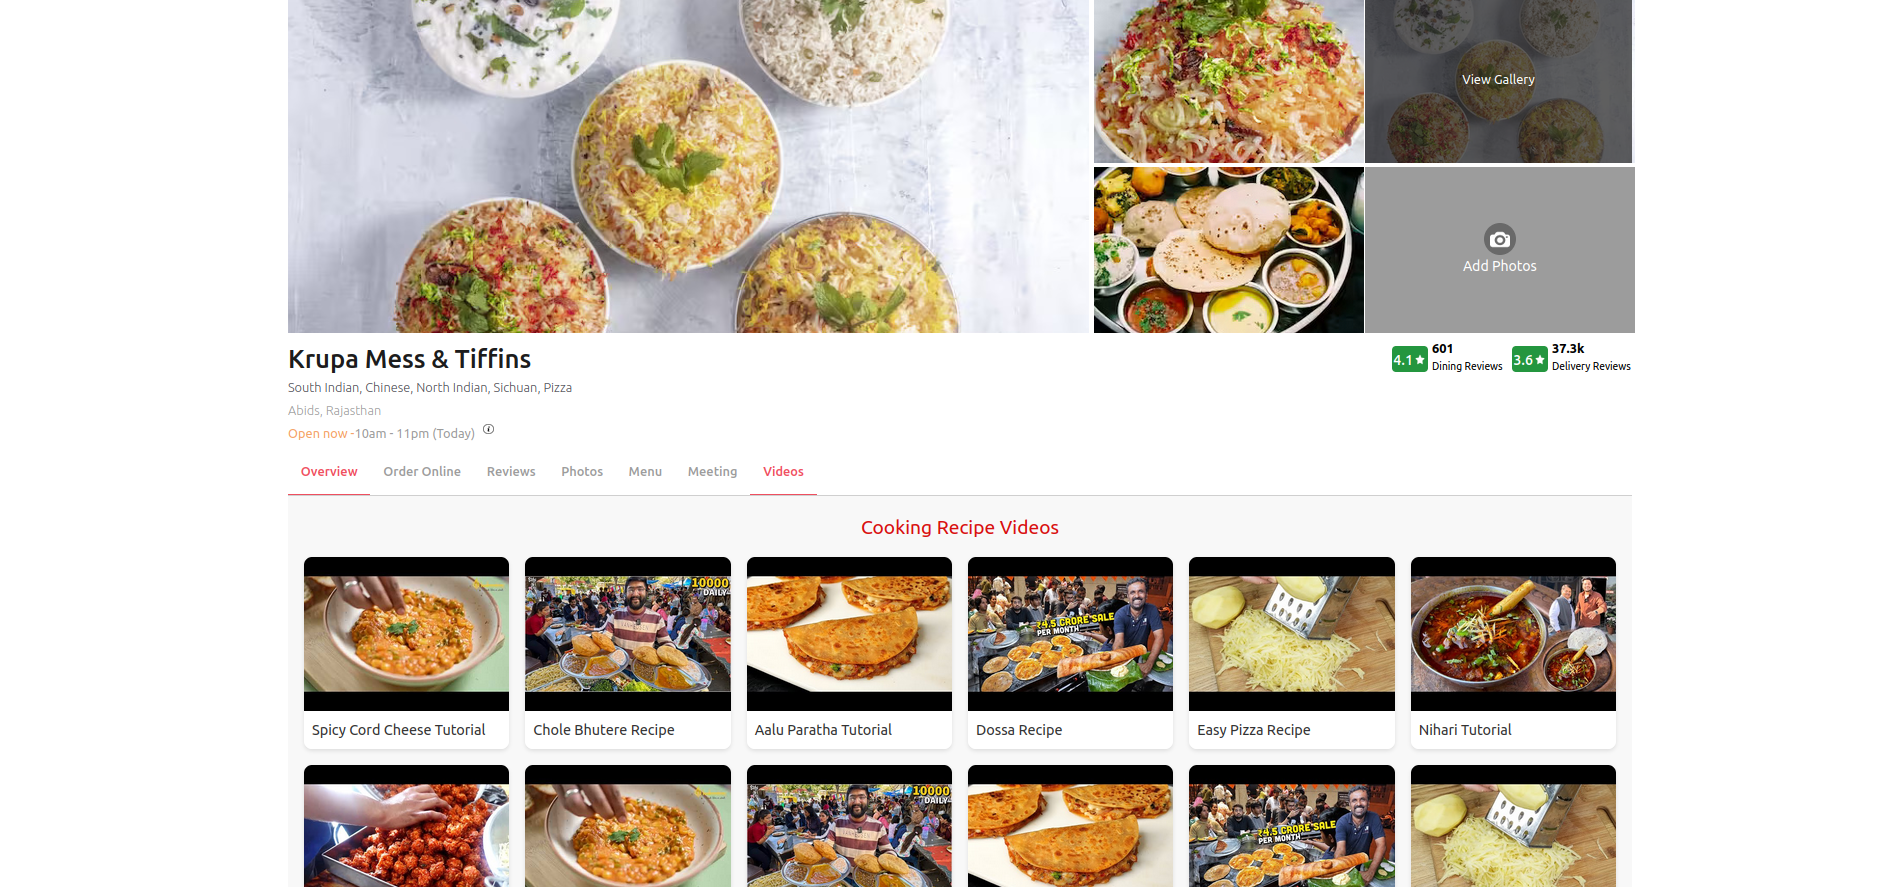 View Gallery
Add Photos
Krupa Mess & Tiffins
4.1★ 601 Dining Reviews
3.6★ 37.3k Delivery Reviews
South Indian, Chinese, North Indian, Sichuan, Pizza
Abids, Rajasthan
Open now -10am - 11pm (Today)
Overview Order Online Reviews Photos Menu Meeting Videos
Cooking Recipe Videos
10000
DAILY
₹4.5 CRORE SALE
PER MONTH
Spicy Cord Cheese Tutorial
Chole Bhutere Recipe
Aalu Paratha Tutorial
Dossa Recipe
Easy Pizza Recipe
Nihari Tutorial
10000
DAILY
₹4.5 CRORE SALE
PER MONTH